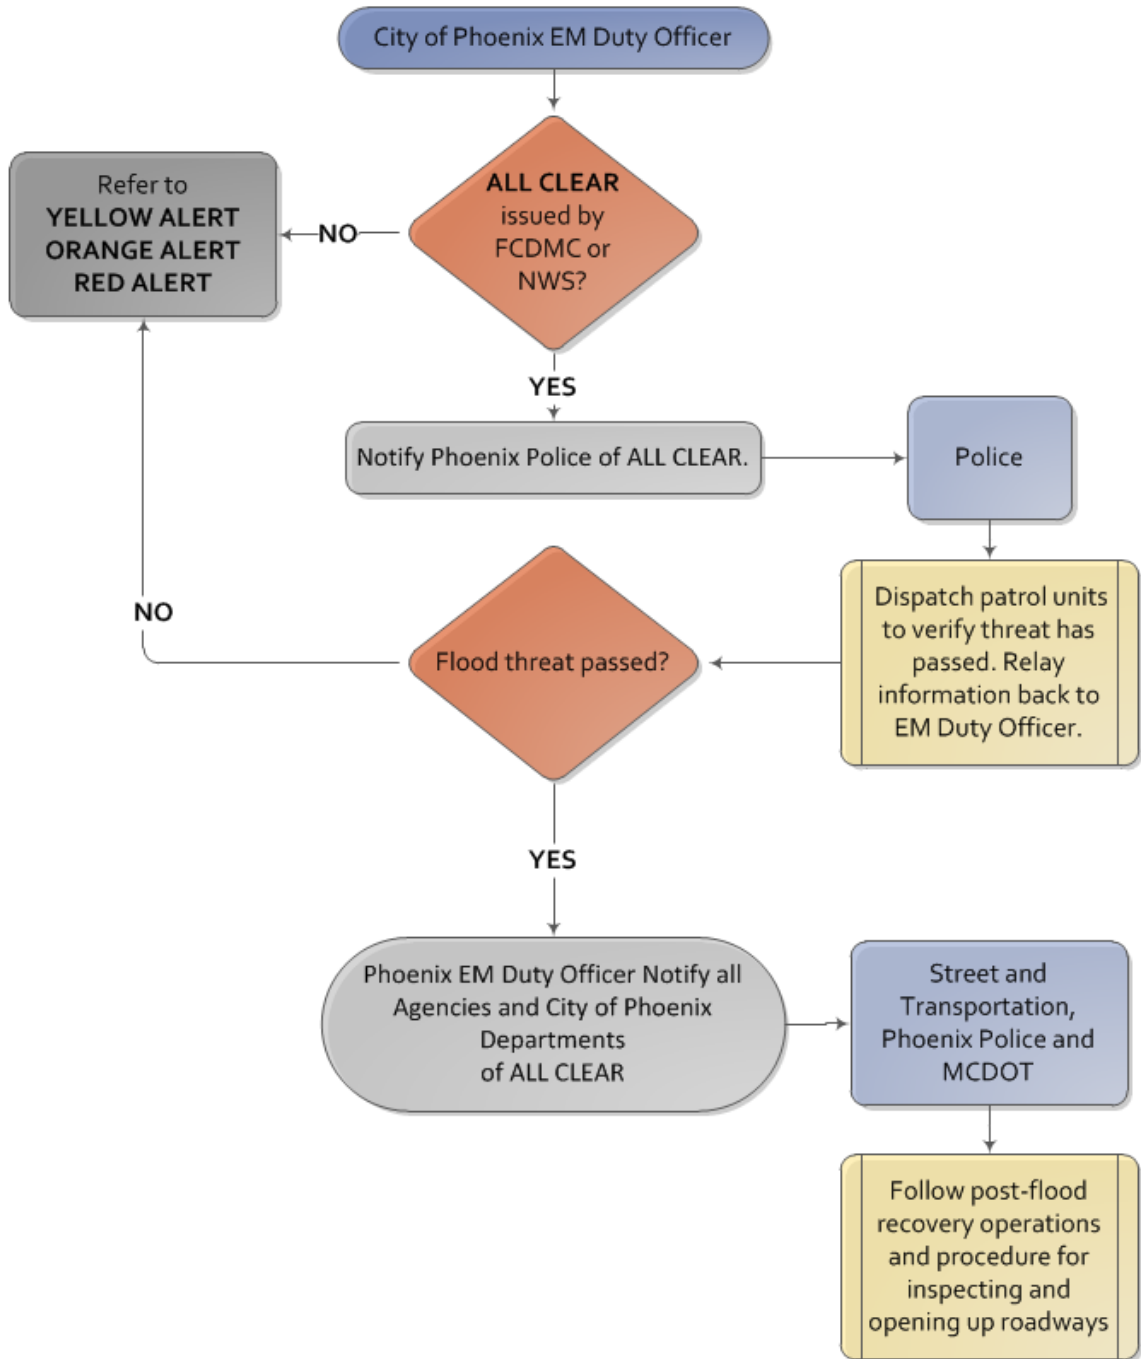 City of Phoenix EM Duty Officer
ALL CLEAR
issued by
FCDMC or
NWS?
NO
Refer to
YELLOW ALERT
ORANGE ALERT
RED ALERT
YES
Notify Phoenix Police of ALL CLEAR.
Police
Dispatch patrol units
to verify threat has
passed. Relay
information back to
EM Duty Officer.
Flood threat passed?
NO
YES
Phoenix EM Duty Officer Notify all
Agencies and City of Phoenix
Departments
of ALL CLEAR
Street and
Transportation,
Phoenix Police and
MCDOT
Follow post-flood
recovery operations
and procedure for
inspecting and
opening up roadways